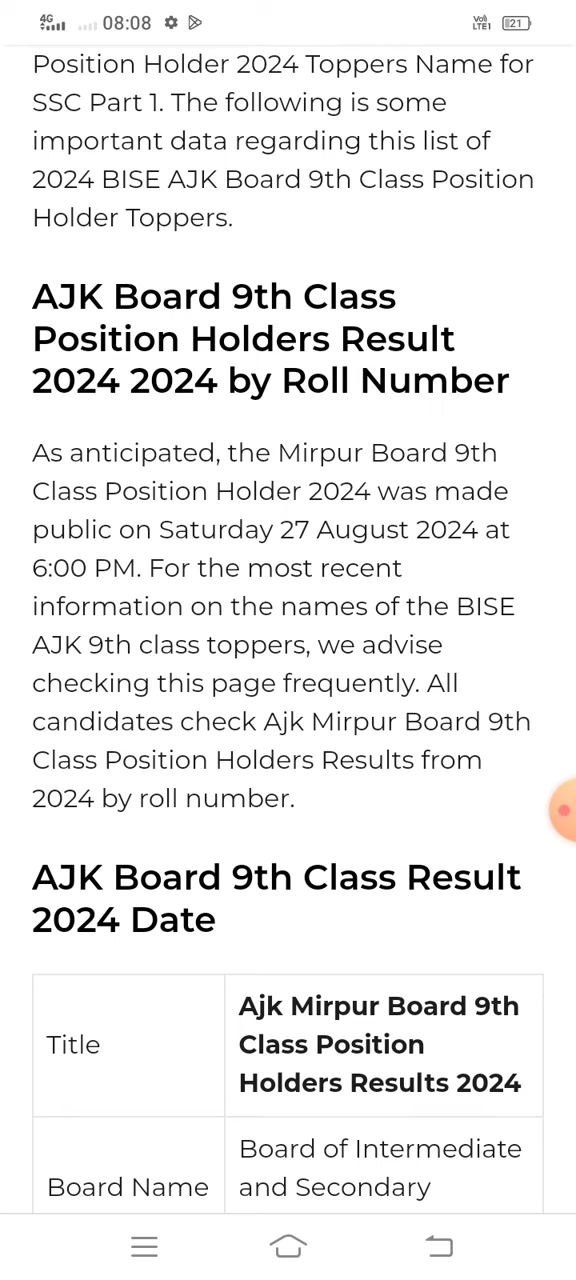 4G 08:08 Vo) LTE1 21
Position Holder 2024 Toppers Name for
SSC Part 1. The following is some
important data regarding this list of
2024 BISE AJK Board 9th Class Position
Holder Toppers.
AJK Board 9th Class
Position Holders Result
2024 2024 by Roll Number
As anticipated, the Mirpur Board 9th
Class Position Holder 2024 was made
public on Saturday 27 August 2024 at
6:00 PM. For the most recent
information on the names of the BISE
AJK 9th class toppers, we advise
checking this page frequently. All
candidates check Ajk Mirpur Board 9th
Class Position Holders Results from
2024 by roll number.
AJK Board 9th Class Result
2024 Date
Ajk Mirpur Board 9th
Title Class Position
Holders Results 2024
Board of Intermediate
Board Name and Secondary